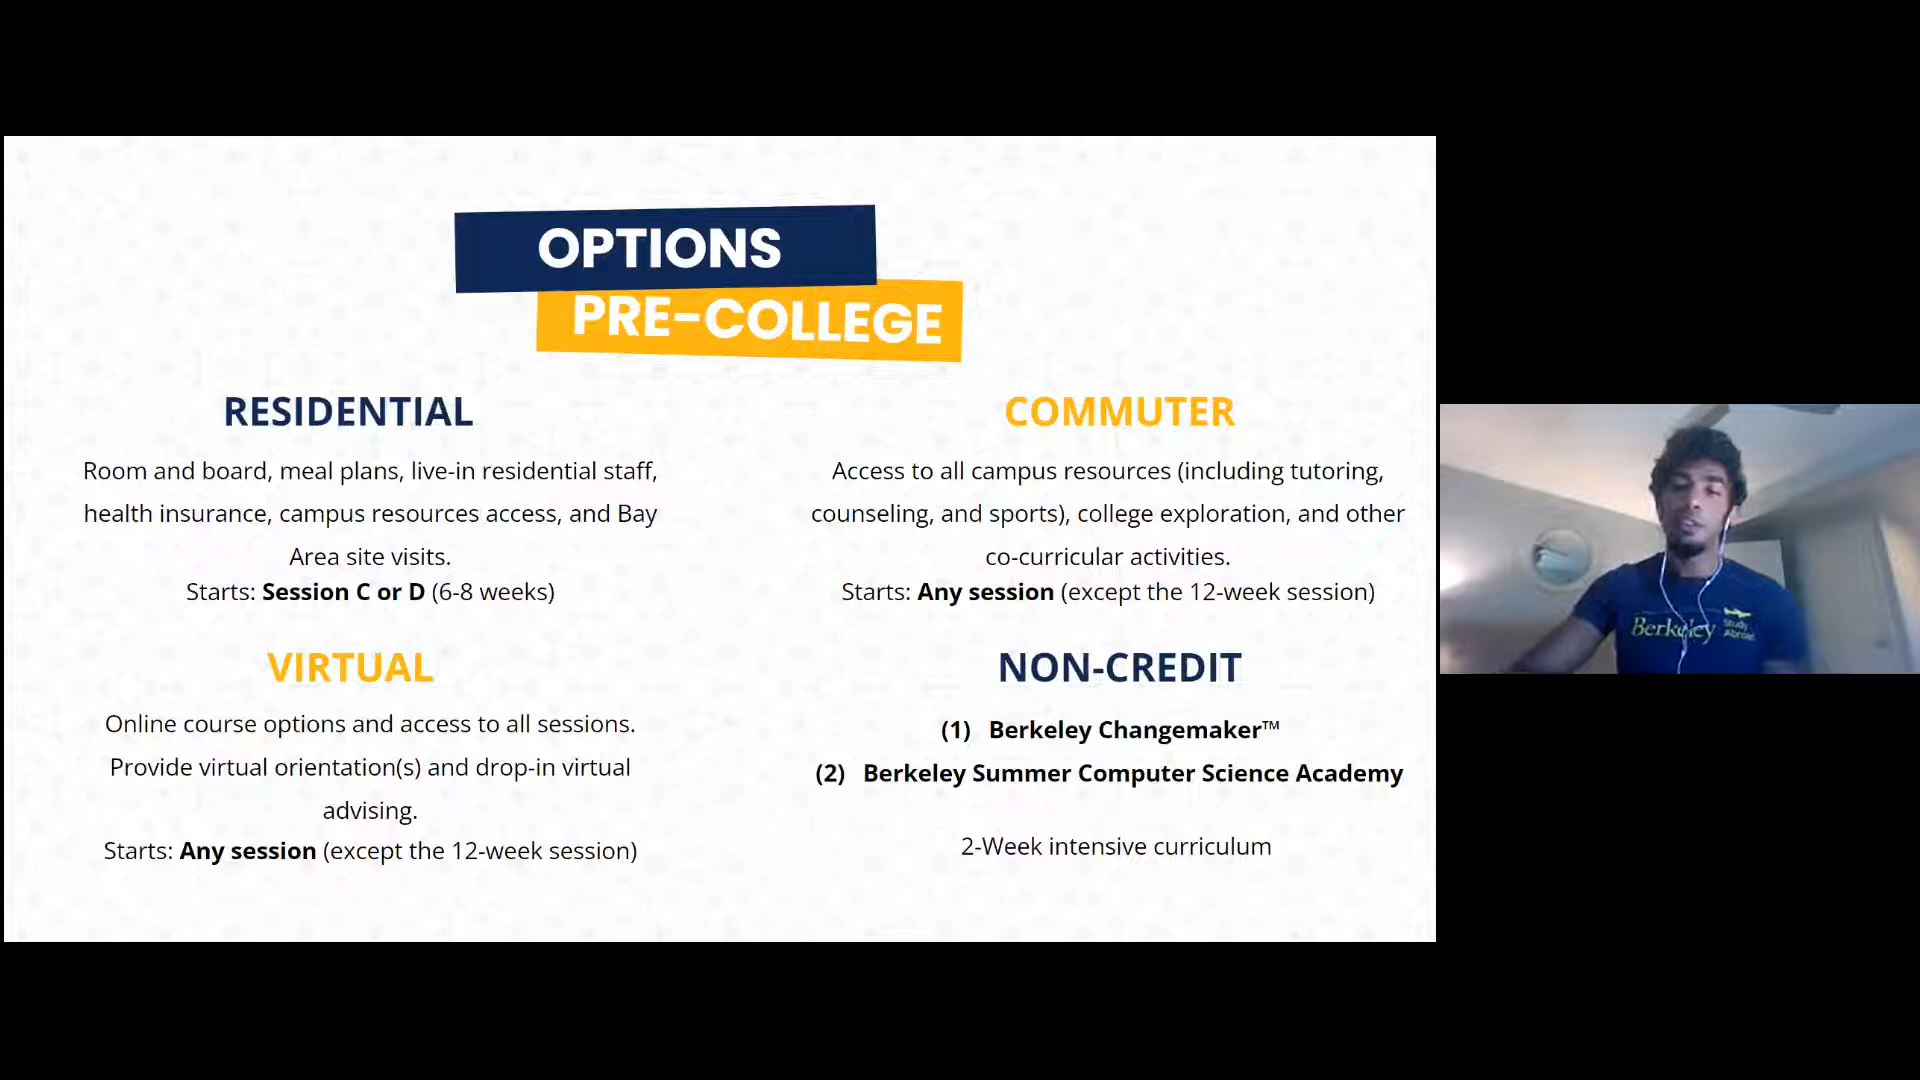 OPTIONS
PRE-COLLEGE
RESIDENTIAL
Room and board, meal plans, live-in residential staff,
health insurance, campus resources access, and Bay
Area site visits.
Starts: Session C or D (6-8 weeks)
COMMUTER
Access to all campus resources (including tutoring,
counseling, and sports), college exploration, and other
co-curricular activities.
Starts: Any session (except the 12-week session)
VIRTUAL
Online course options and access to all sessions.
Provide virtual orientation(s) and drop-in virtual
advising.
Starts: Any session (except the 12-week session)
NON-CREDIT
(1) Berkeley Changemaker™
(2) Berkeley Summer Computer Science Academy
2-Week intensive curriculum
Berkeley
Study
Abroad